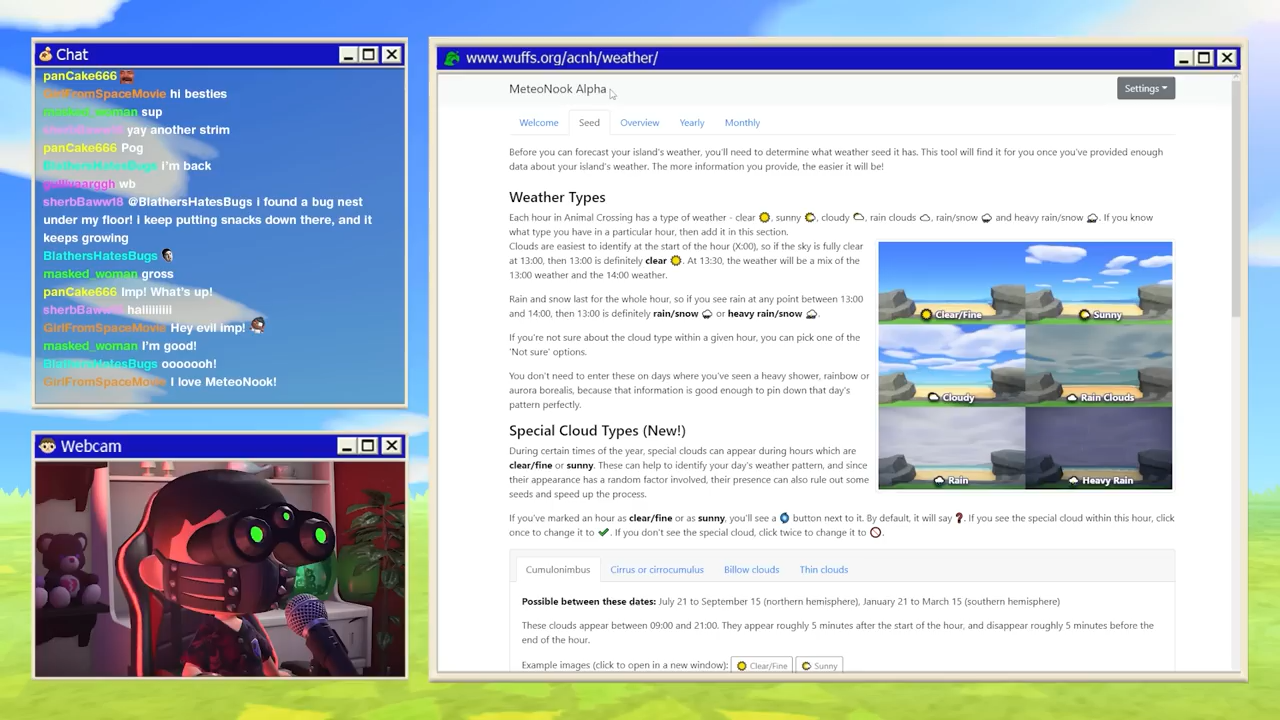 Chat
panCake666
GirlFromSpaceMovie hi besties
masked_woman sup
sherbBaww18 yay another strim
panCake666 Pog
BlathersHatesBugs i'm back
gulliuaarggh wb
sherbBaww18 @BlathersHatesBugs i found a bug nest
under my floor! i keep putting snacks down there, and it
keeps growing
BlathersHatesBugs
masked_woman gross
panCake666 Imp! What's up!
sherbBaww18 haiiiiiiiii
GirlFromSpaceMovie Hey evil imp!
masked_woman I'm good!
BlathersHatesBugs ooooooh!
GirlFromSpaceMovie I love MeteoNook!
Webcam
www.wuffs.org/acnh/weather/
MeteoNook Alpha
Settings
Welcome Seed Overview Yearly Monthly
Before you can forecast your island's weather, you'll need to determine what weather seed it has. This tool will find it for you once you've provided enough
data about your island's weather. The more information you provide, the easier it will be!
Weather Types
Each hour in Animal Crossing has a type of weather - clear , sunny , cloudy , rain clouds , rain/snow and heavy rain/snow . If you know
what type you have in a particular hour, then add it in this section.
Clouds are easiest to identify at the start of the hour (X:00), so if the sky is fully clear
at 13:00, then 13:00 is definitely clear . At 13:30, the weather will be a mix of the
13:00 weather and the 14:00 weather.
Rain and snow last for the whole hour, so if you see rain at any point between 13:00
and 14:00, then 13:00 is definitely rain/snow or heavy rain/snow .
If you're not sure about the cloud type within a given hour, you can pick one of the
'Not sure' options.
You don't need to enter these on days where you've seen a heavy shower, rainbow or
aurora borealis, because that information is good enough to pin down that day's
pattern perfectly.
Clear/Fine Sunny
Cloudy Rain Clouds
Rain Heavy Rain
Special Cloud Types (New!)
During certain times of the year, special clouds can appear during hours which are
clear/fine or sunny. These can help to identify your day's weather pattern, and since
their appearance has a random factor involved, their presence can also rule out some
seeds and speed up the process.
If you've marked an hour as clear/fine or as sunny, you'll see a button next to it. By default, it will say ?. If you see the special cloud within this hour, click
once to change it to . If you don't see the special cloud, click twice to change it to .
Cumulonimbus Cirrus or cirrocumulus Billow clouds Thin clouds
Possible between these dates: July 21 to September 15 (northern hemisphere), January 21 to March 15 (southern hemisphere)
These clouds appear between 09:00 and 21:00. They appear roughly 5 minutes after the start of the hour, and disappear roughly 5 minutes before the
end of the hour.
Example images (click to open in a new window): Clear/Fine Sunny